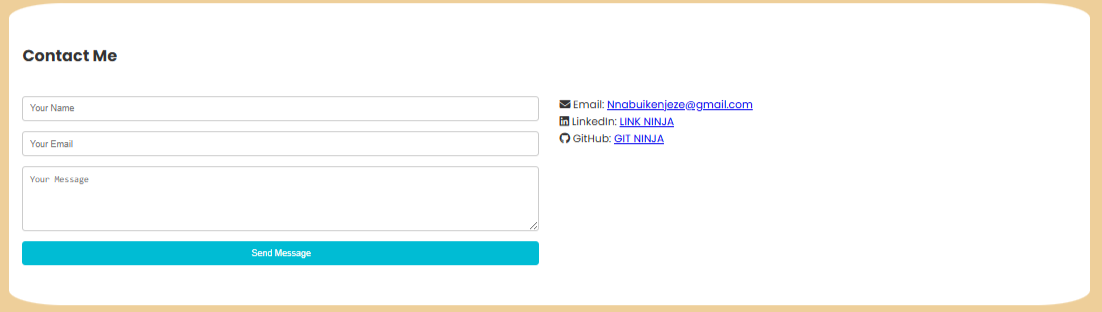 Contact Me
Your Name
Your Email
Your Message
Send Message
Email: Nnabuikenjeze@gmail.com
LinkedIn: LINK NINJA
GitHub: GIT NINJA